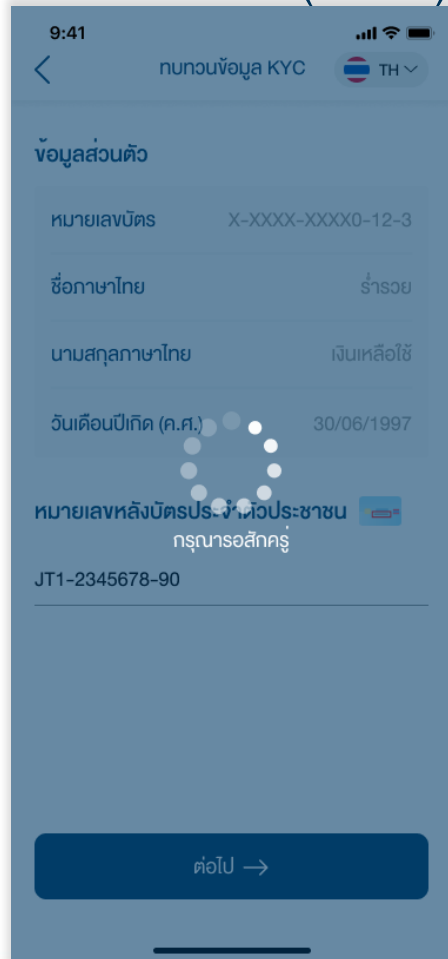 9:41
ทบทวนข้อมูล KYC TH
ข้อมูลส่วนตัว
หมายเลขบัตร X-XXXX-XXXX0-12-3
ชื่อภาษาไทย ร่ำรวย
นามสกุลภาษาไทย เงินเหลือใช้
วันเดือนปีเกิด (ค.ศ.) 30/06/1997
หมายเลขหลังบัตรประจำตัวประชาชน
กรุณารอสักครู่
JT1-2345678-90
ต่อไป →